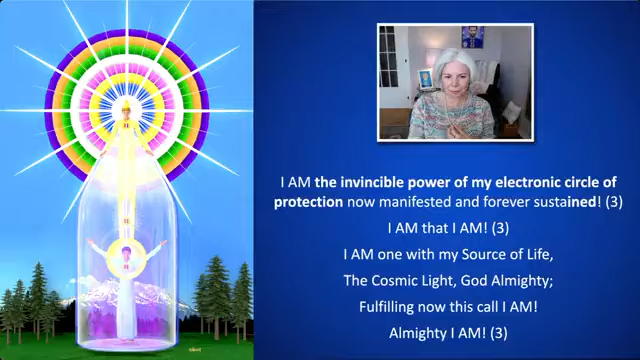 I AM the invincible power of my electronic circle of
protection now manifested and forever sustained! (3)
I AM that I AM! (3)
I AM one with my Source of Life,
The Cosmic Light, God Almighty;
Fulfilling now this call I AM!
Almighty I AM! (3)